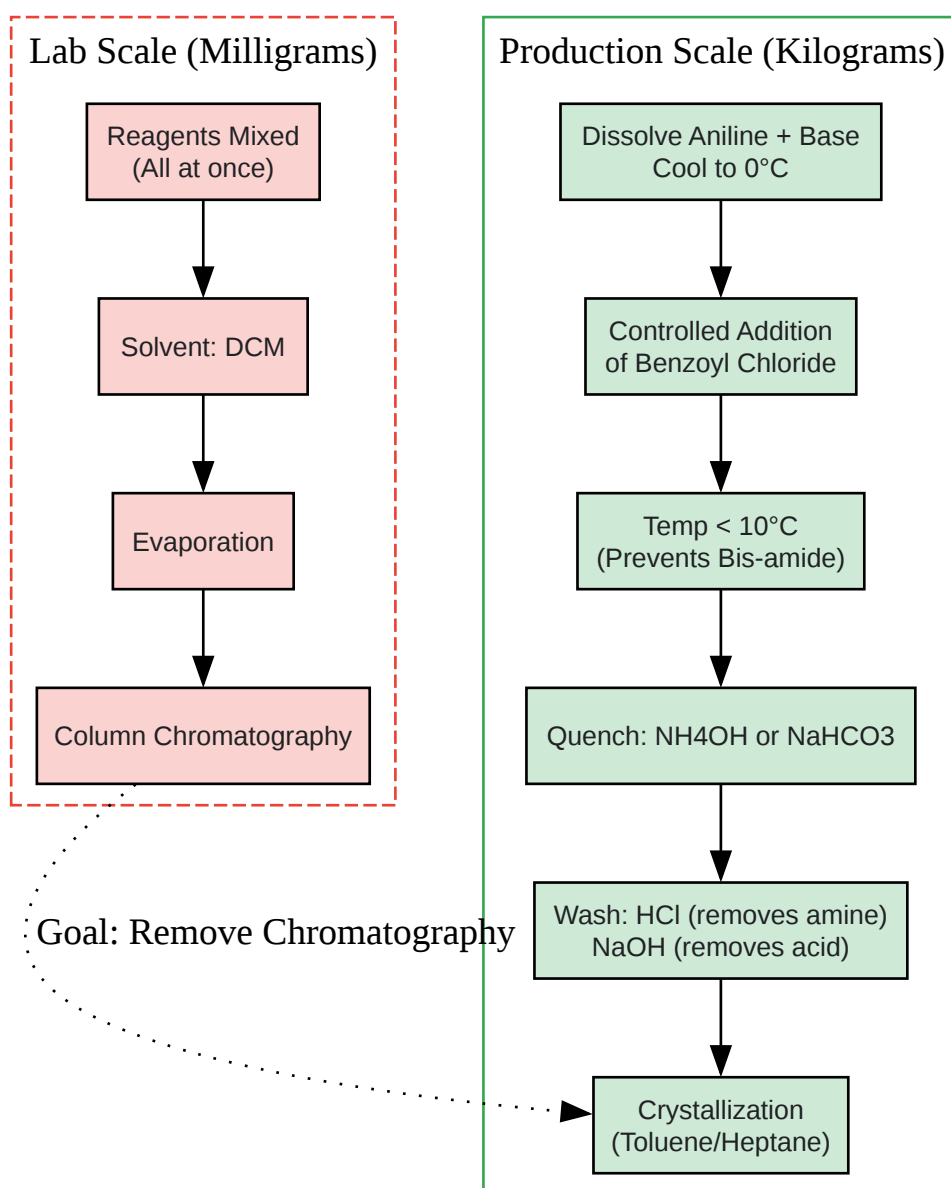 Lab Scale (Milligrams)
Reagents Mixed
(All at once)
Solvent: DCM
Evaporation
Column Chromatography
Goal: Remove Chromatography
Production Scale (Kilograms)
Dissolve Aniline + Base
Cool to 0°C
Controlled Addition
of Benzoyl Chloride
Temp < 10°C
(Prevents Bis-amide)
Quench: NH4OH or NaHCO3
Wash: HCl (removes amine)
NaOH (removes acid)
Crystallization
(Toluene/Heptane)